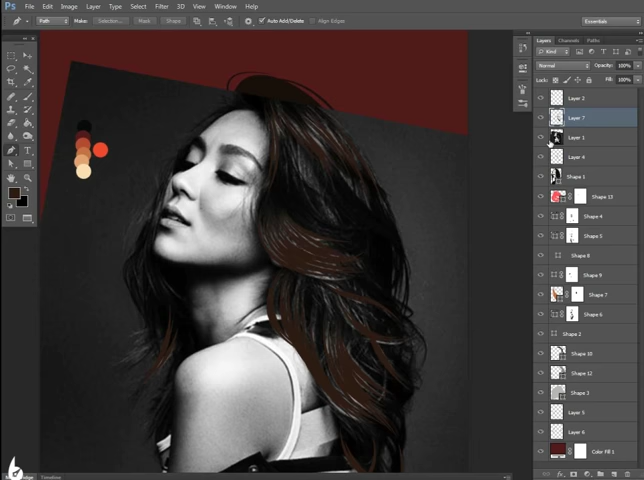 Ps File Edit Image Layer Type Select Filter 3D View Window Help
Path Make: Selection... Mask Shape Auto Add/Delete Align Edges Essentials
Layers Channels Paths
Kind
Normal Opacity: 100%
Lock: Fill: 100%
Layer 2
Layer 7
Layer 1
Layer 4
Shape 1
Shape 13
Shape 4
Shape 5
Shape 8
Shape 9
Shape 7
Shape 6
Shape 2
Shape 10
Shape 12
Shape 3
Layer 5
Layer 6
Color Fill 1
Timeline